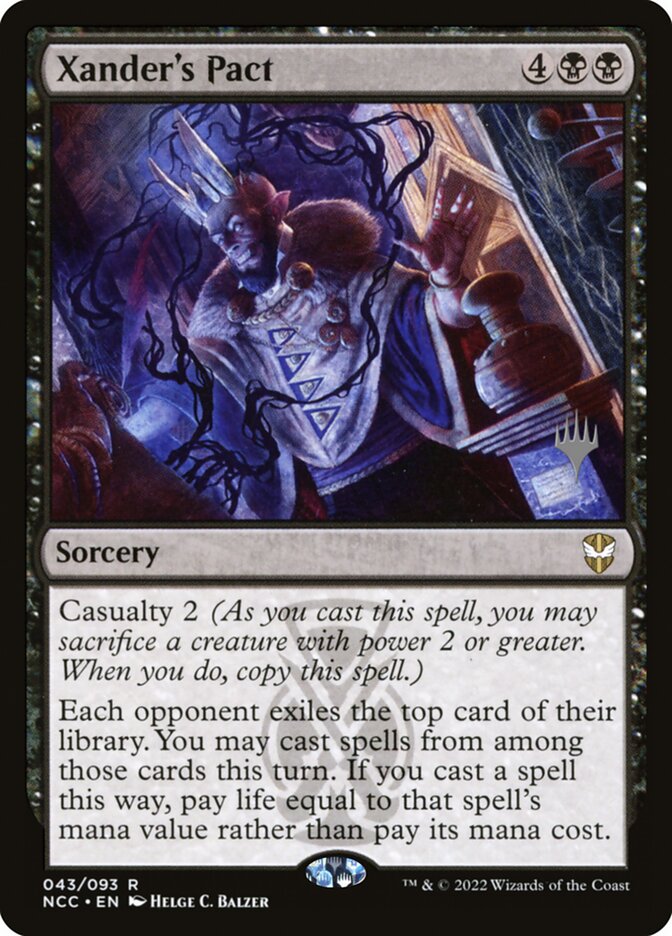 Xander's Pact 4
Sorcery
Casualty 2 (As you cast this spell, you may
sacrifice a creature with power 2 or greater.
When you do, copy this spell.)
Each opponent exiles the top card of their
library. You may cast spells from among
those cards this turn. If you cast a spell
this way, pay life equal to that spell's
mana value rather than pay its mana cost.
043/093 R
NCC • EN Helge C. Balzer
™ & © 2022 Wizards of the Coast